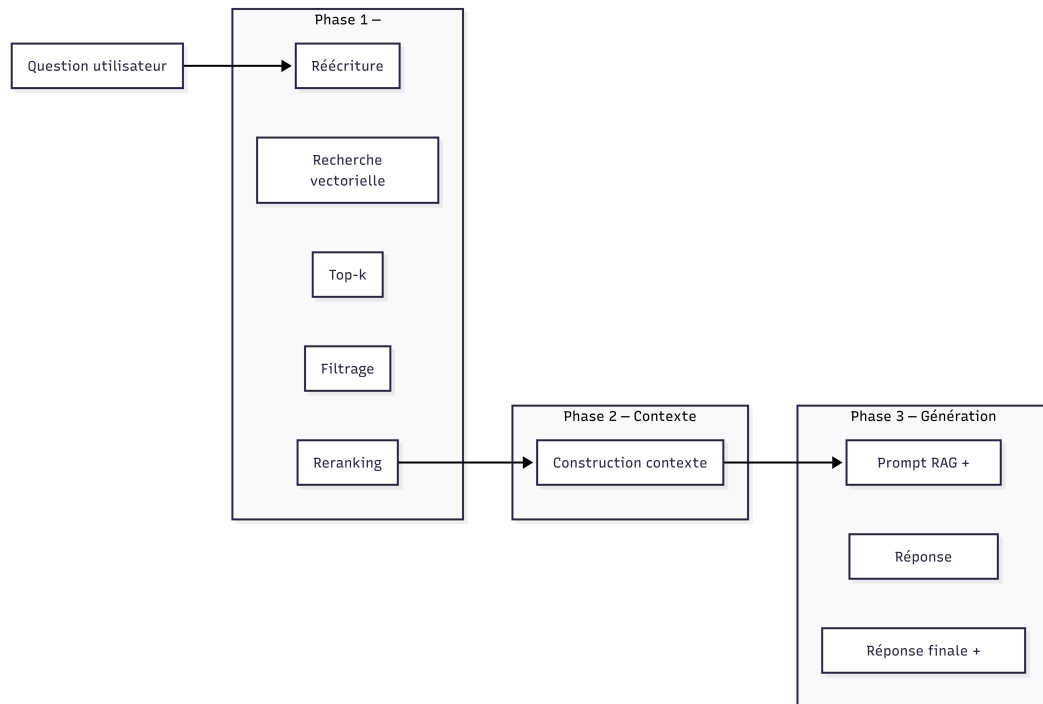 Phase 1 –
Question utilisateur
Réécriture
Recherche
vectorielle
Top-k
Filtrage
Reranking
Phase 2 – Contexte
Construction contexte
Phase 3 – Génération
Prompt RAG +
Réponse
Réponse finale +